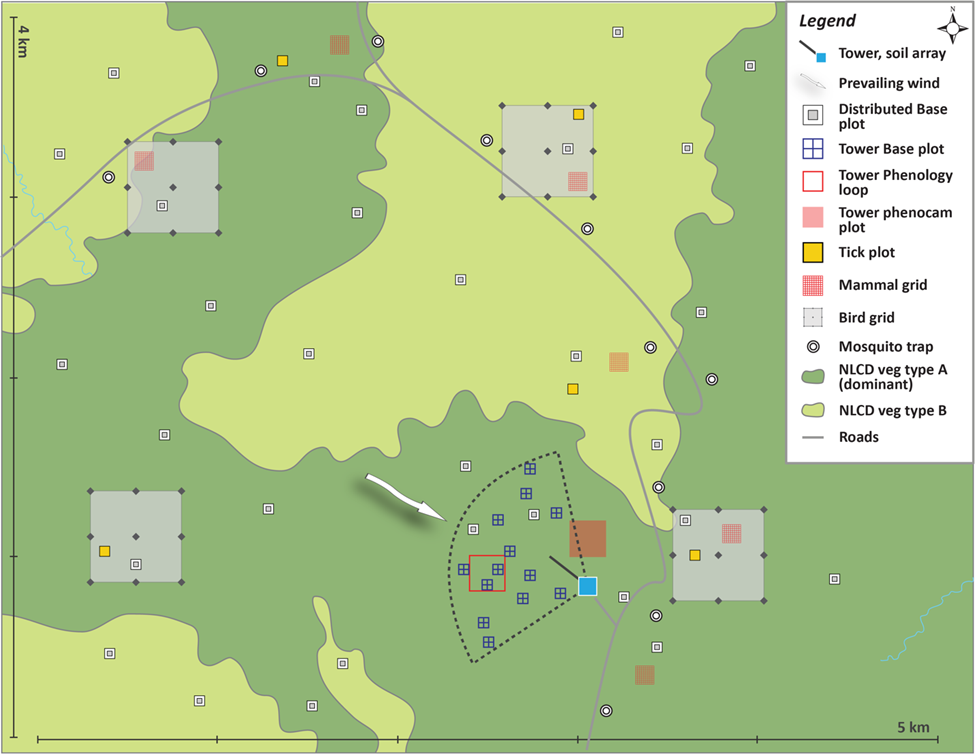 4 km
Legend
N
Tower, soil array
Prevailing wind
Distributed Base
plot
Tower Base plot
Tower Phenology
loop
Tower phenocam
plot
Tick plot
Mammal grid
Bird grid
Mosquito trap
NLCD veg type A
(dominant)
NLCD veg type B
Roads
5 km